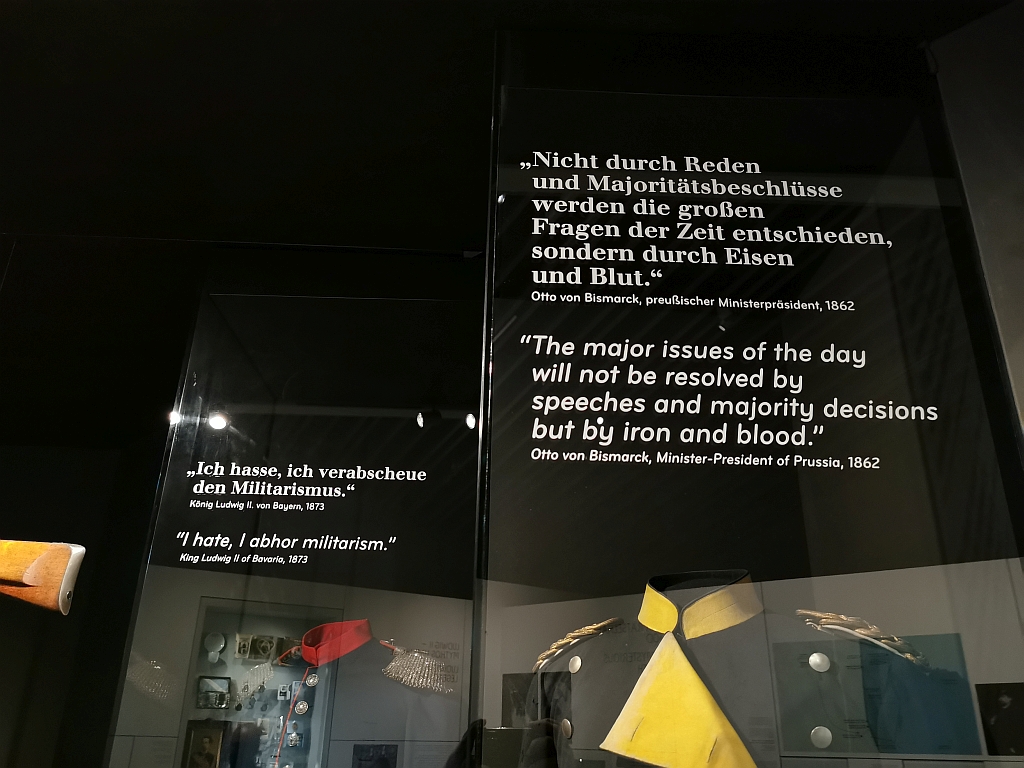 „Nicht durch Reden
und Majoritätsbeschlüsse
werden die großen
Fragen der Zeit entschieden,
sondern durch Eisen
und Blut.“
Otto von Bismarck, preußischer Ministerpräsident, 1862
“The major issues of the day
will not be resolved by
speeches and majority decisions
but by iron and blood.”
Otto von Bismarck, Minister-President of Prussia, 1862
„Ich hasse, ich verabscheue
den Militarismus.“
König Ludwig II. von Bayern, 1873
“I hate, I abhor militarism.”
King Ludwig II of Bavaria, 1873